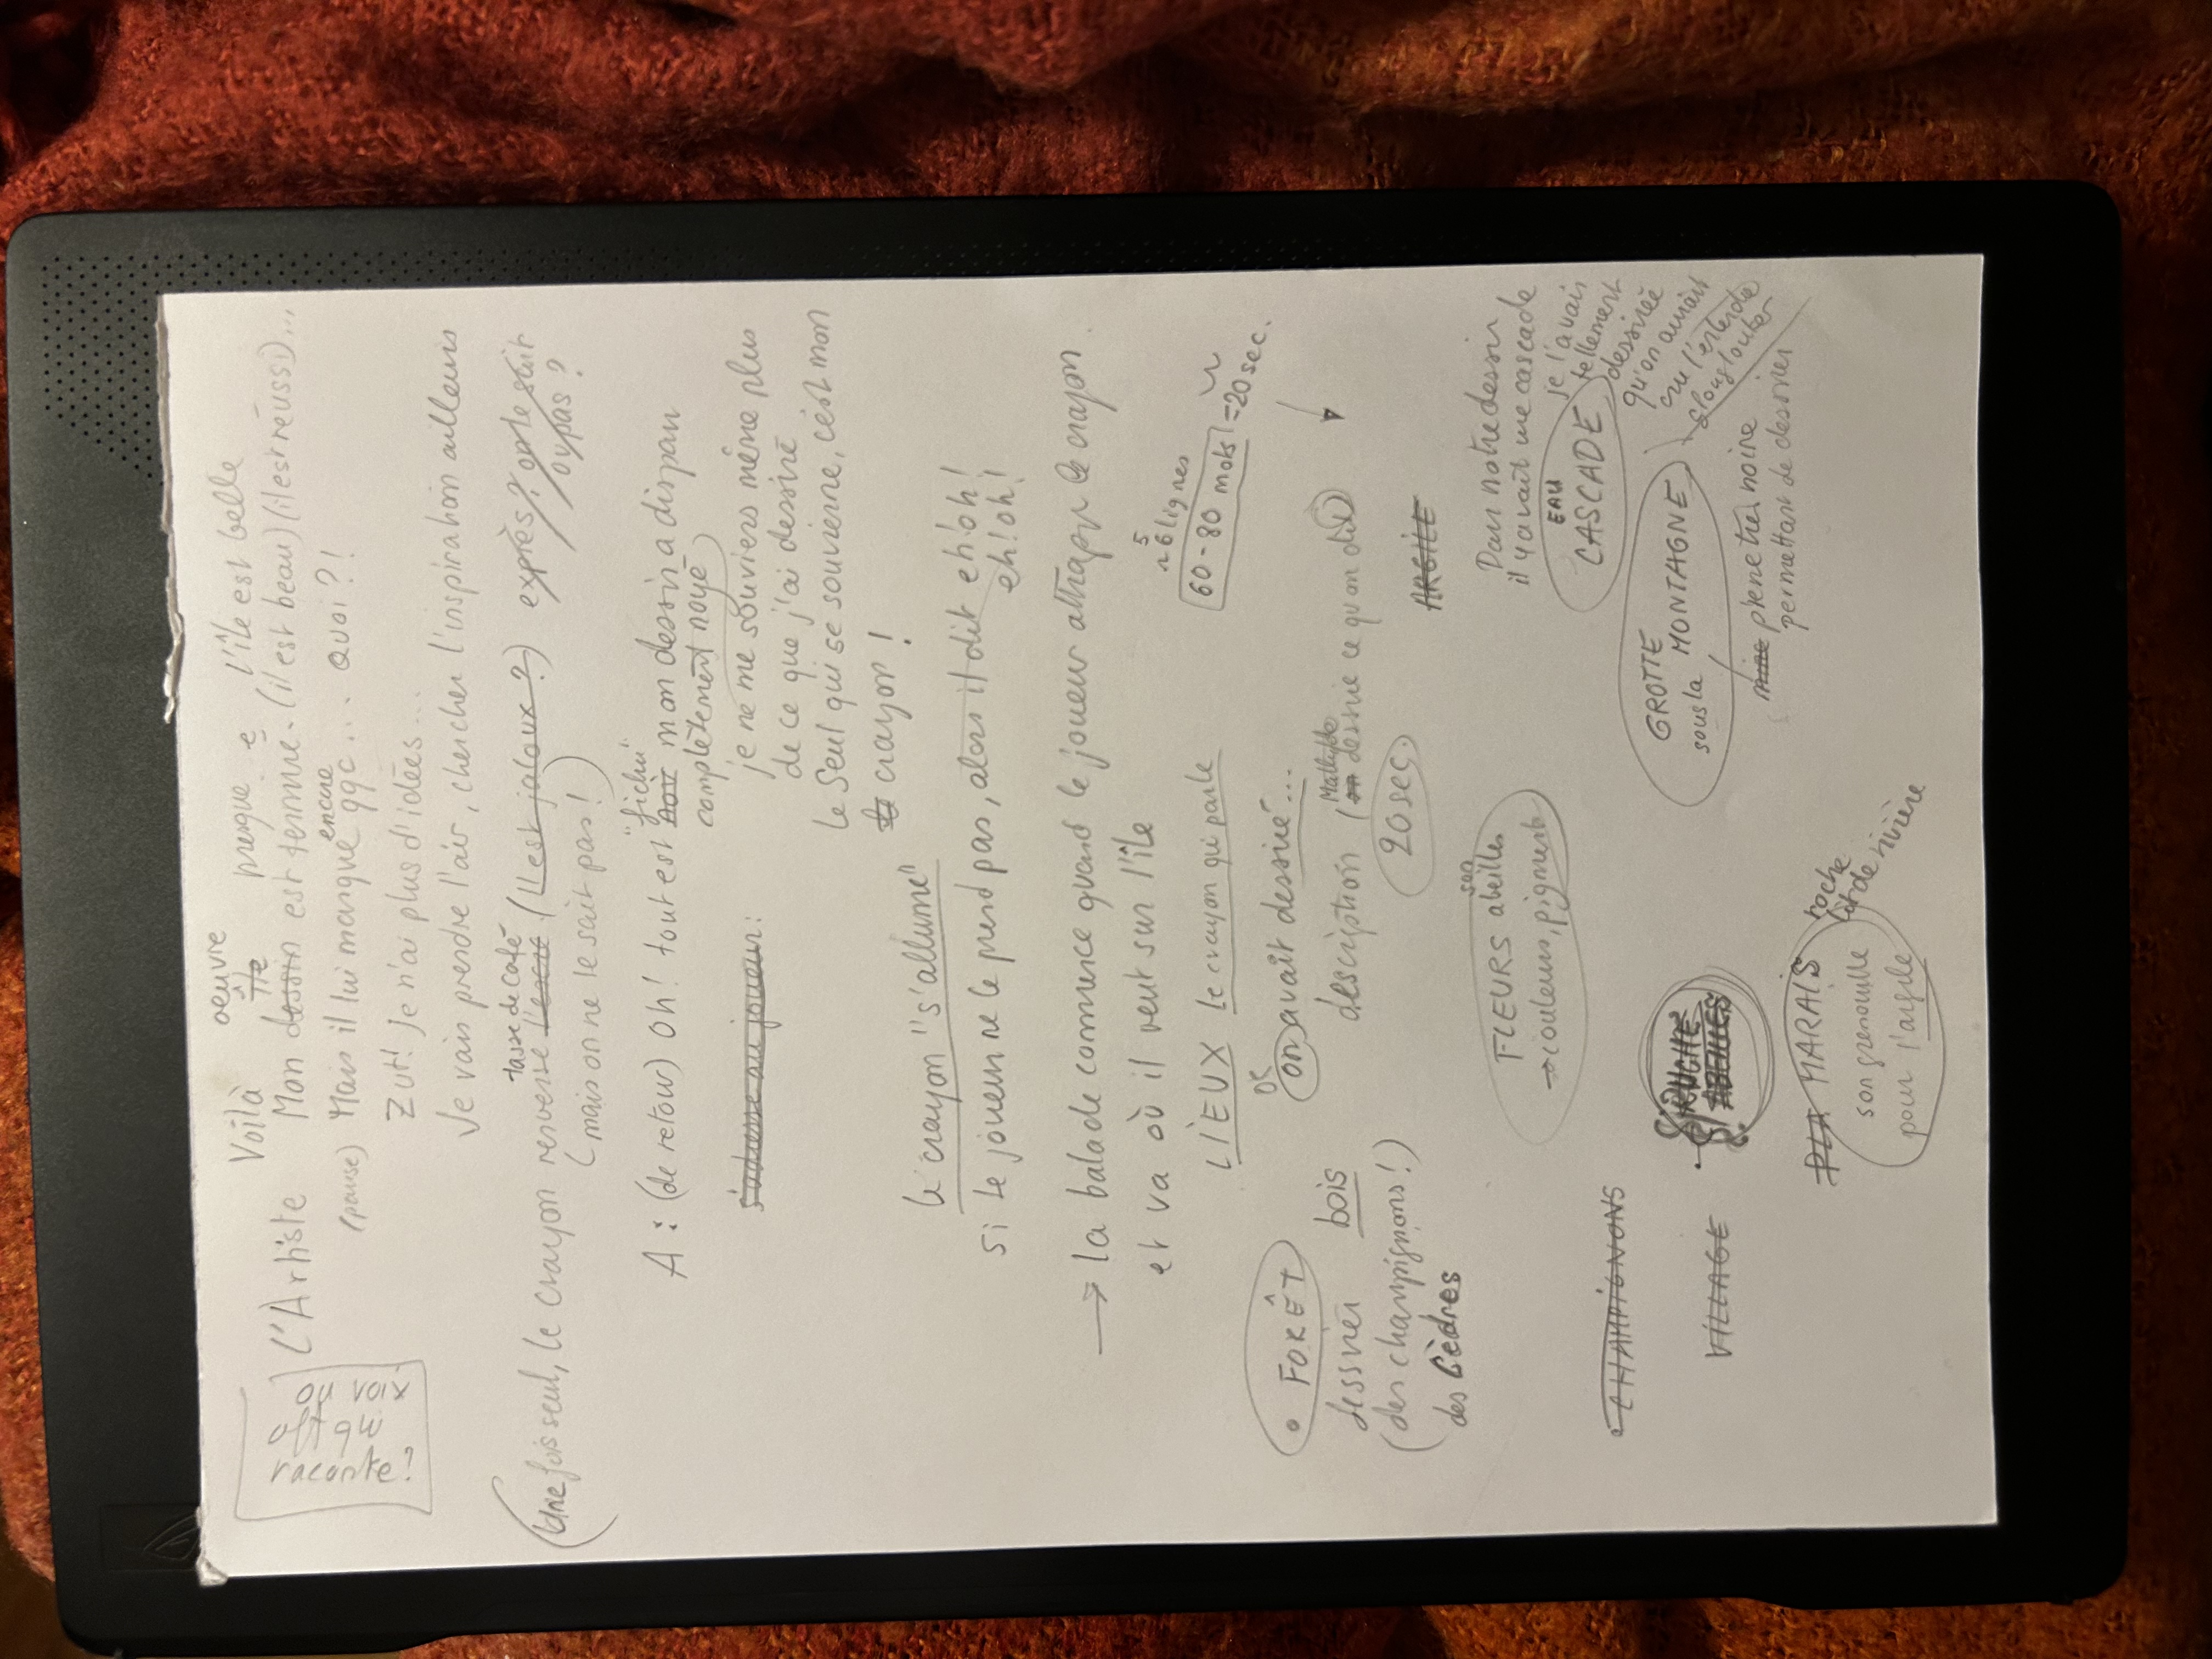 ou voix
off qui
raconte?
Voilà oeuvre presque e l'île est belle
île
L'Artiste Mon dessin est terminé. (il est beau) (il est réussi)...
encore
(pause) Mais il lui manque qqc... Quoi?!
Zut! Je n'ai plus d'idées...
Je vais prendre l'air, chercher l'inspiration ailleurs
tasse de café
(Une fois seul, le crayon renverse l'encre (Il est jaloux?) exprès? on le sait
ou pas?
(mais on ne le sait pas!)
"fichu"
A : (de retour) Oh! tout est noir mon dessin a disparu
complètement noyé
s'adresse au joueur: je ne me souviens même plus
de ce que j'ai dessiné
le Seul qui se souvienne, c'est mon
le crayon!
le crayon "s'allume"
si le joueur ne le prend pas, alors il dit eh!oh!
eh!oh!
→ la balade commence quand le joueur attrape le crayon
et va où il veut sur l'île
5
~6 lignes
60-80 mots =20 sec.
LIEUX le crayon qui parle
OK
• FORÊT on avait dessiné...
dessiner bois
Mathilde
description (on dessine ce qu'on dit)
(des champignons!)
20 sec.
des Cèdres
ARGILE
son
FLEURS abeilles
→ couleurs, pigments
Dans notre dessin
il y avait une cascade
EAU
CASCADE
je l'avais
tellement
dessinée
qu'on aurait
cru l'entendre
glouglouter
• CHAMPIGNONS
VILLAGE
RUCHE
ABEILLES
GROTTE
sous la MONTAGNE
mine pierre très noire
permettant de dessiner
PLA MARAIS
son grenouille
pour l'argile
roche
lit de rivière